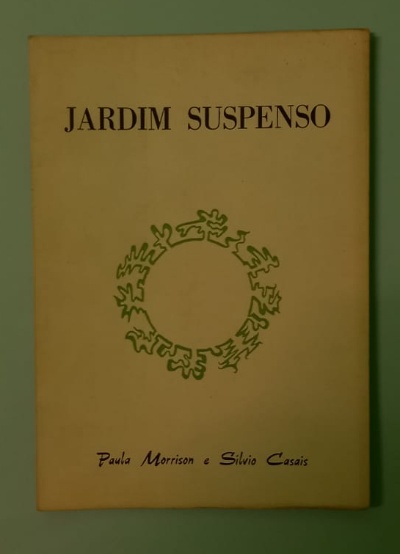 JARDIM SUSPENSO
Paula Morrison e Silvio Casais